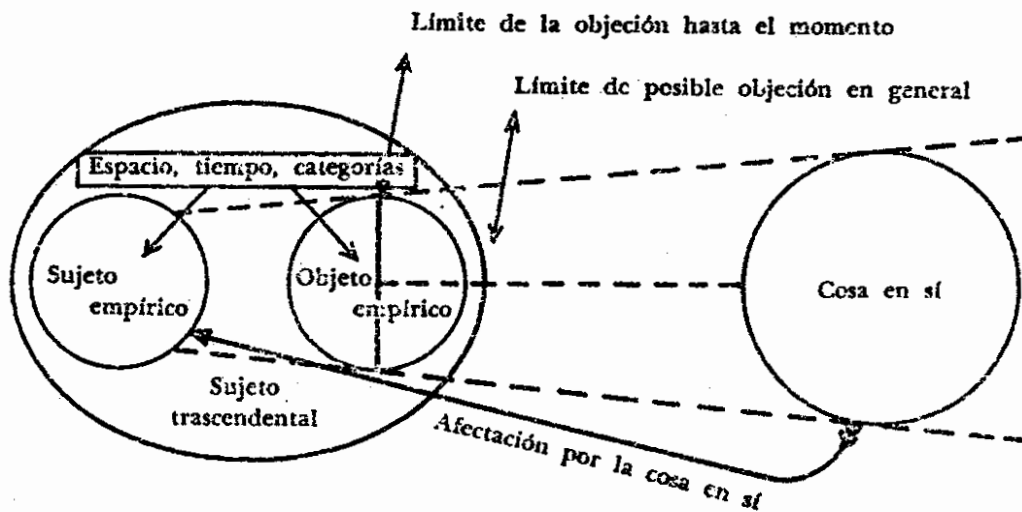 Límite de la objeción hasta el momento
Límite de posible objeción en general
Espacio, tiempo, categorías
Sujeto
empírico
Objeto
empírico
Cosa en sí
Sujeto
trascendental
Afectación por la cosa en sí